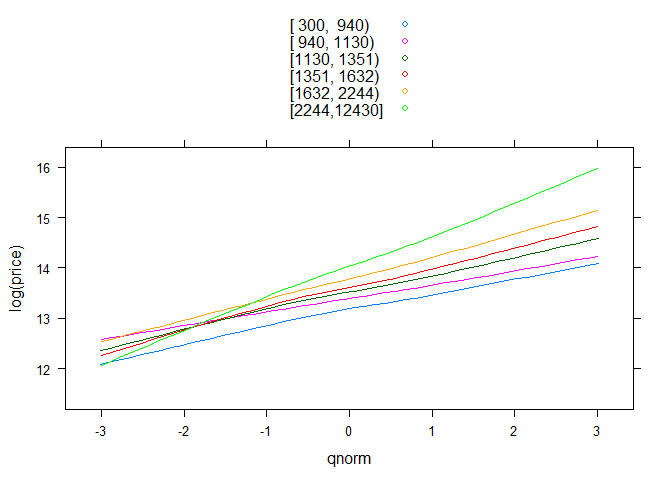 [ 300,  940)
[ 940, 1130)
[1130, 1351)
[1351, 1632)
[1632, 2244)
[2244,12430]
16
15
14
13
12
log(price)
-3 -2 -1 0 1 2 3
qnorm